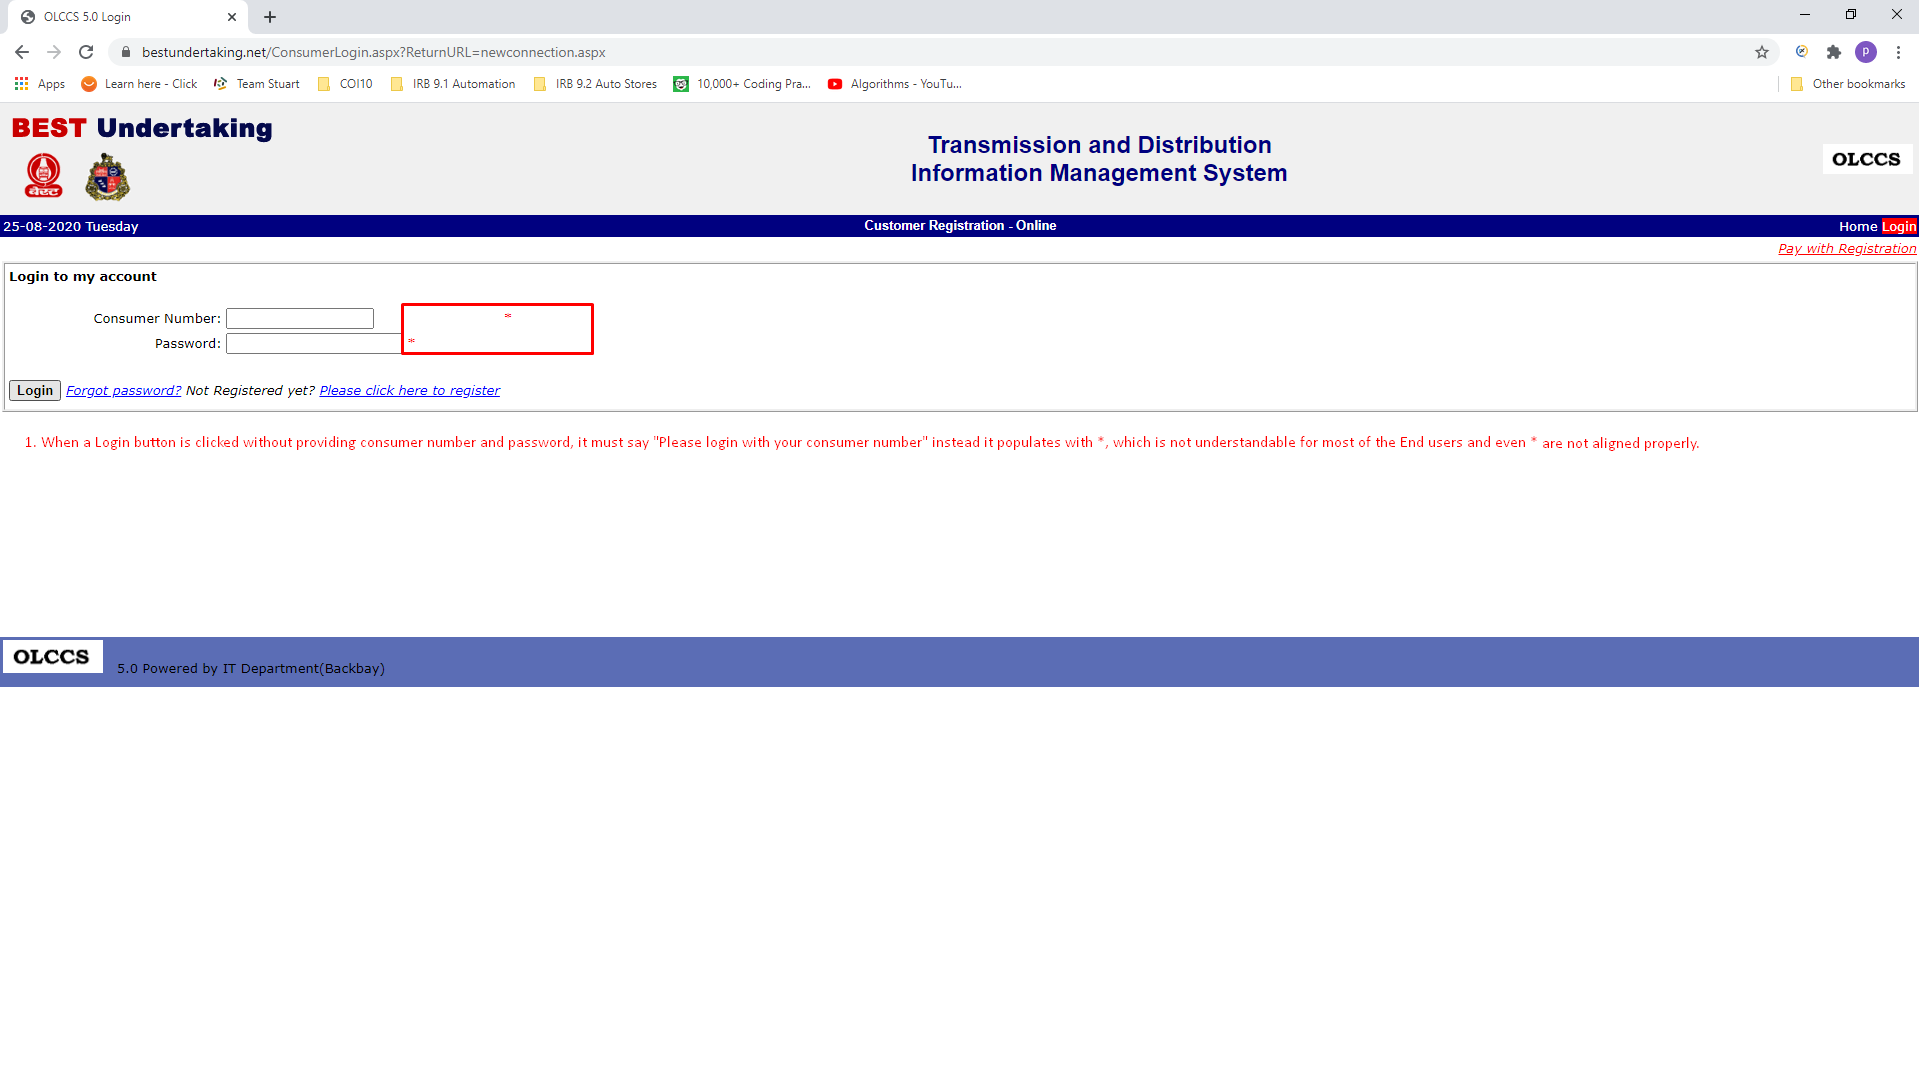 OLCCS 5.0 Login
bestundertaking.net/ConsumerLogin.aspx?ReturnURL=newconnection.aspx
P
Apps Learn here - Click Team Stuart COI10 IRB 9.1 Automation IRB 9.2 Auto Stores 10,000+ Coding Pra... Algorithms - YouTu... Other bookmarks
BEST Undertaking
बेस्ट
Transmission and Distribution
Information Management System
OLCCS
25-08-2020 Tuesday Customer Registration - Online Home Login
Pay with Registration
Login to my account
Consumer Number: *
Password: *
Login Forgot password? Not Registered yet? Please click here to register
1. When a Login button is clicked without providing consumer number and password, it must say "Please login with your consumer number" instead it populates with *, which is not understandable for most of the End users and even * are not aligned properly.
OLCCS 5.0 Powered by IT Department(Backbay)